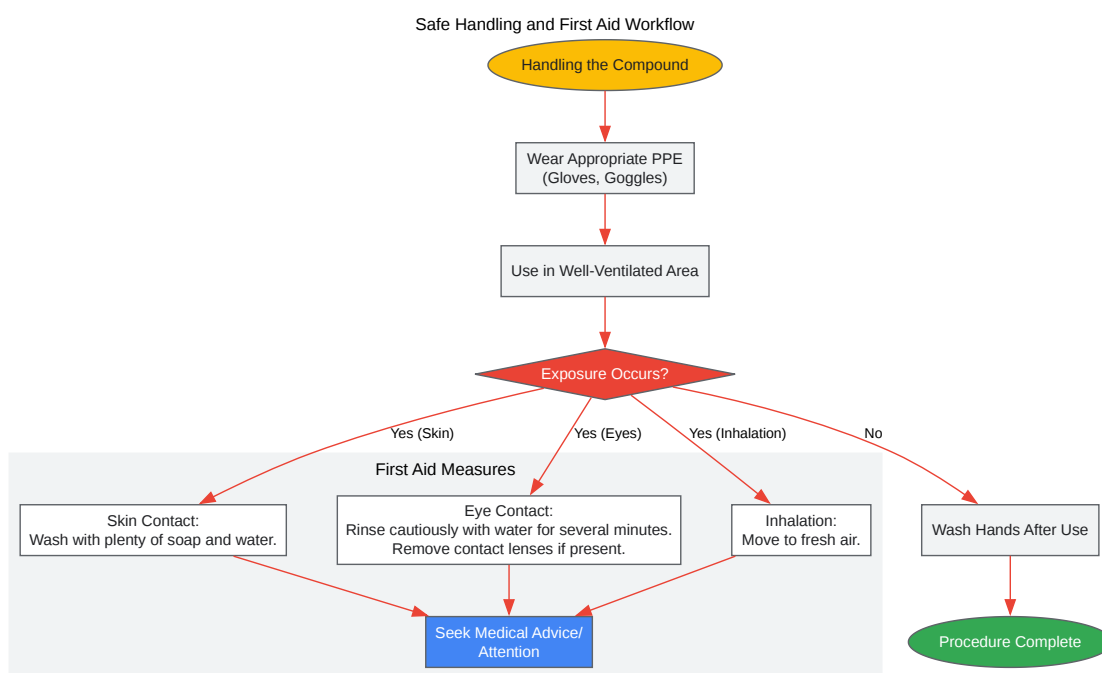 Safe Handling and First Aid Workflow
Handling the Compound
Wear Appropriate PPE
(Gloves, Goggles)
Use in Well-Ventilated Area
Exposure Occurs?
Yes (Skin)
Yes (Eyes)
Yes (Inhalation)
No
First Aid Measures
Skin Contact:
Wash with plenty of soap and water.
Eye Contact:
Rinse cautiously with water for several minutes.
Remove contact lenses if present.
Inhalation:
Move to fresh air.
Wash Hands After Use
Seek Medical Advice/
Attention
Procedure Complete